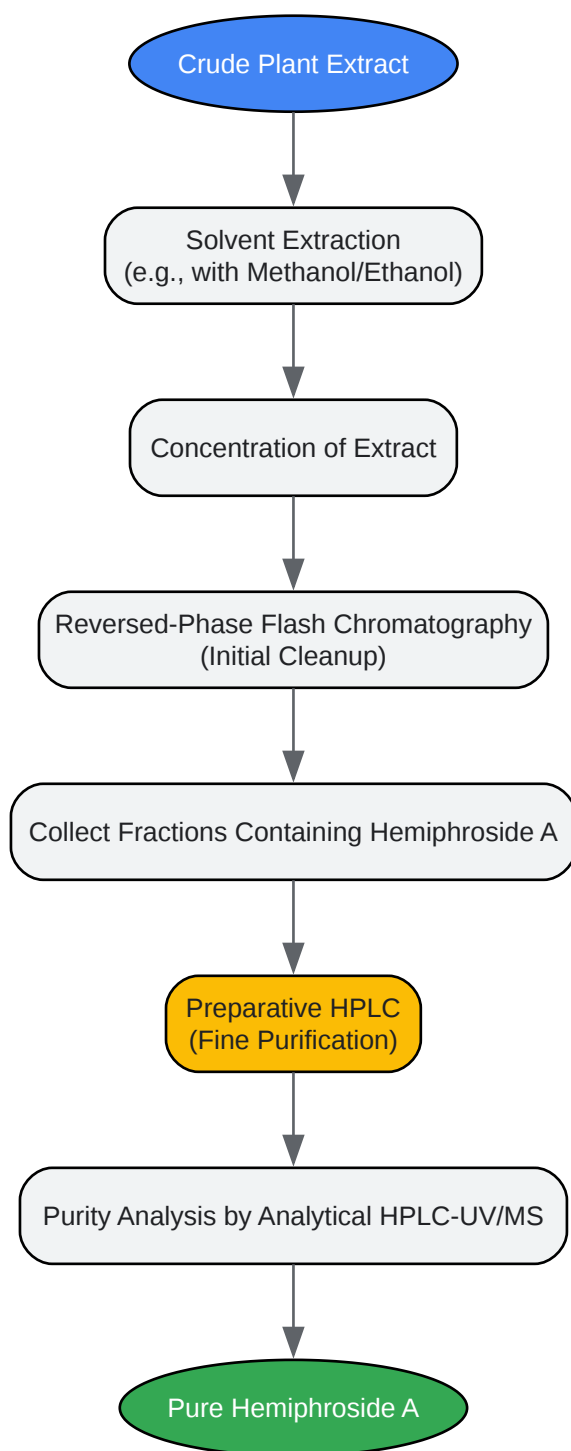 Crude Plant Extract
Solvent Extraction
(e.g., with Methanol/Ethanol)
Concentration of Extract
Reversed-Phase Flash Chromatography
(Initial Cleanup)
Collect Fractions Containing Hemiphroside A
Preparative HPLC
(Fine Purification)
Purity Analysis by Analytical HPLC-UV/MS
Pure Hemiphroside A